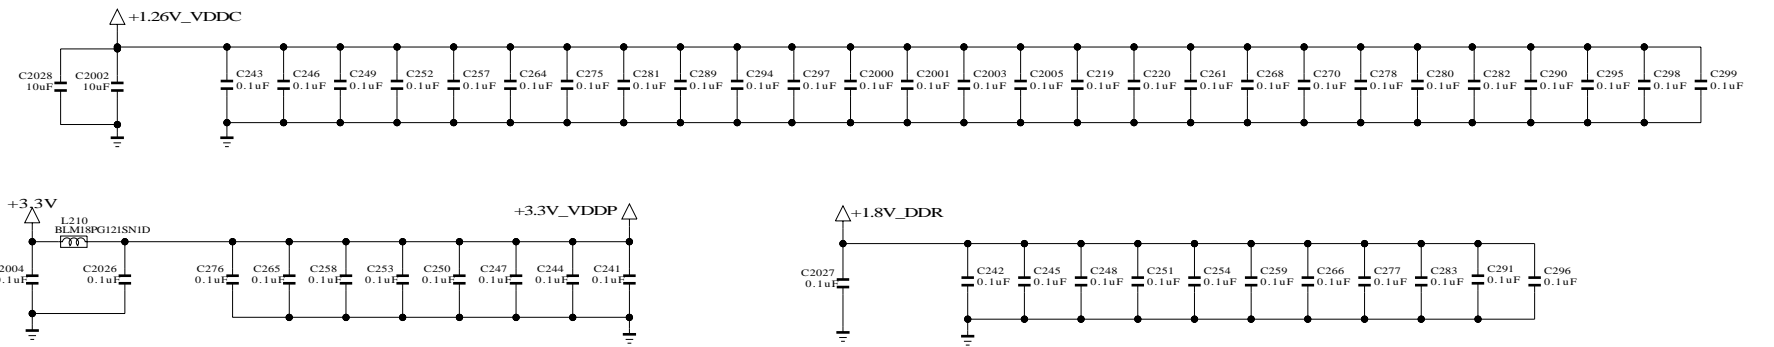 +1.26V_VDDC
C2028 10uF
C2002 10uF
C243 0.1uF
C246 0.1uF
C249 0.1uF
C252 0.1uF
C257 0.1uF
C264 0.1uF
C275 0.1uF
C281 0.1uF
C289 0.1uF
C294 0.1uF
C297 0.1uF
C2000 0.1uF
C2001 0.1uF
C2003 0.1uF
C2005 0.1uF
C219 0.1uF
C220 0.1uF
C261 0.1uF
C268 0.1uF
C270 0.1uF
C278 0.1uF
C280 0.1uF
C282 0.1uF
C290 0.1uF
C295 0.1uF
C298 0.1uF
C299 0.1uF
+3.3V
L210
BLM18PG121SN1D
+3.3V_VDDP
2004 0.1uF
C2026 0.1uF
C276 0.1uF
C265 0.1uF
C258 0.1uF
C253 0.1uF
C250 0.1uF
C247 0.1uF
C244 0.1uF
C241 0.1uF
+1.8V_DDR
C2027 0.1uF
C242 0.1uF
C245 0.1uF
C248 0.1uF
C251 0.1uF
C254 0.1uF
C259 0.1uF
C266 0.1uF
C277 0.1uF
C283 0.1uF
C291 0.1uF
C296 0.1uF